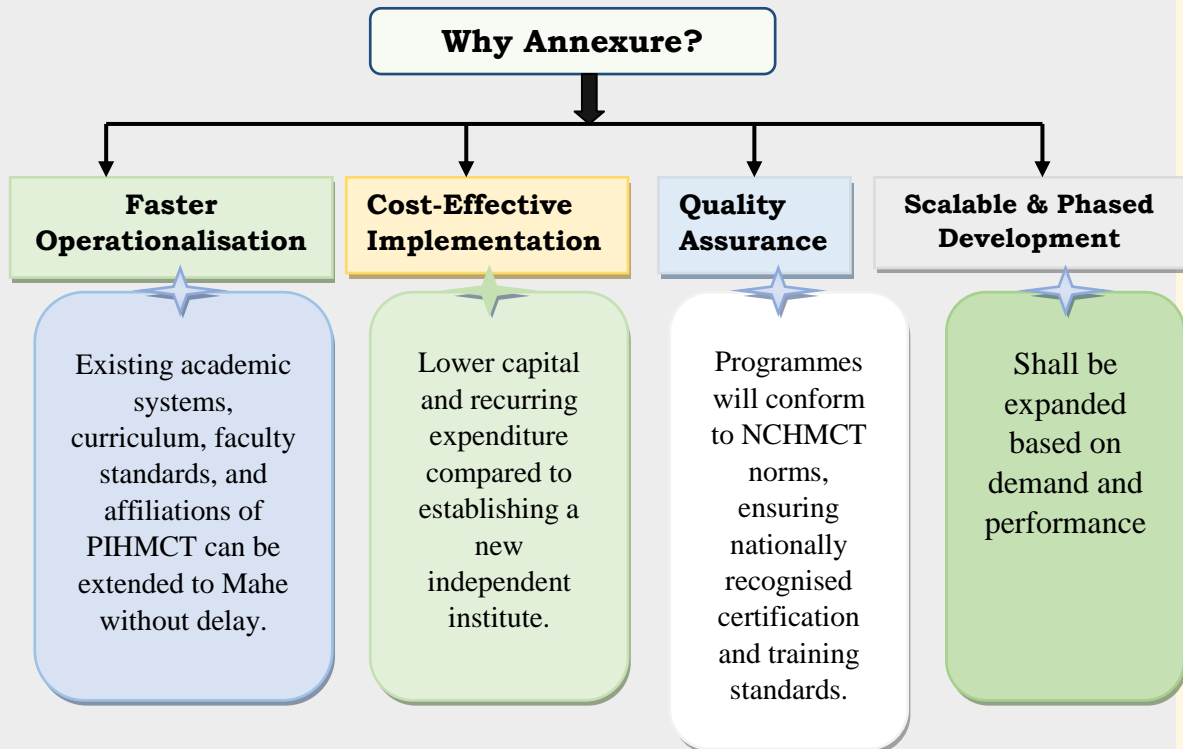 Why Annexure?
Faster
Operationalisation
Cost-Effective
Implementation
Quality
Assurance
Scalable & Phased
Development
Existing academic
systems,
curriculum, faculty
standards, and
affiliations of
PIHMCT can be
extended to Mahe
without delay.
Lower capital
and recurring
expenditure
compared to
establishing a
new
independent
institute.
Programmes
will conform
to NCHMCT
norms,
ensuring
nationally
recognised
certification
and training
standards.
Shall be
expanded
based on
demand and
performance